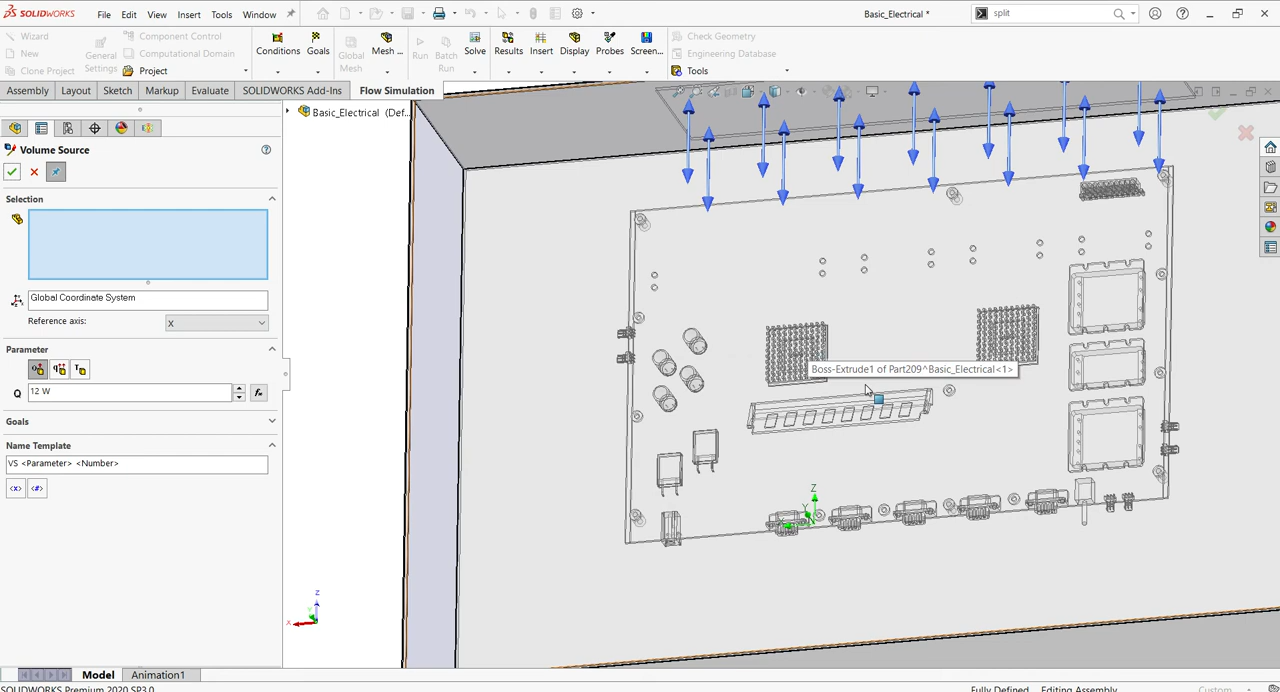 SOLIDWORKS File Edit View Insert Tools Window Basic_Electrical * split
Wizard Component Control Check Geometry
New General Settings Computational Domain Conditions Goals Global Mesh Mesh ... Run Batch Run Solve Results Insert Display Probes Screen... Engineering Database
Clone Project Project Tools
Assembly Layout Sketch Markup Evaluate SOLIDWORKS Add-Ins Flow Simulation
Basic_Electrical (Def...
Volume Source
Selection
Global Coordinate System
Reference axis: X
Parameter
Boss-Extrude1 of Part209^Basic_Electrical<1>
Q 12 W
Goals
Name Template
VS <Parameter> <Number>
Z
Y
Z
Y
X
Model Animation1
SOLIDWORKS Premium 2020 SP3.0 Fully Defined Editing Assembly Custom